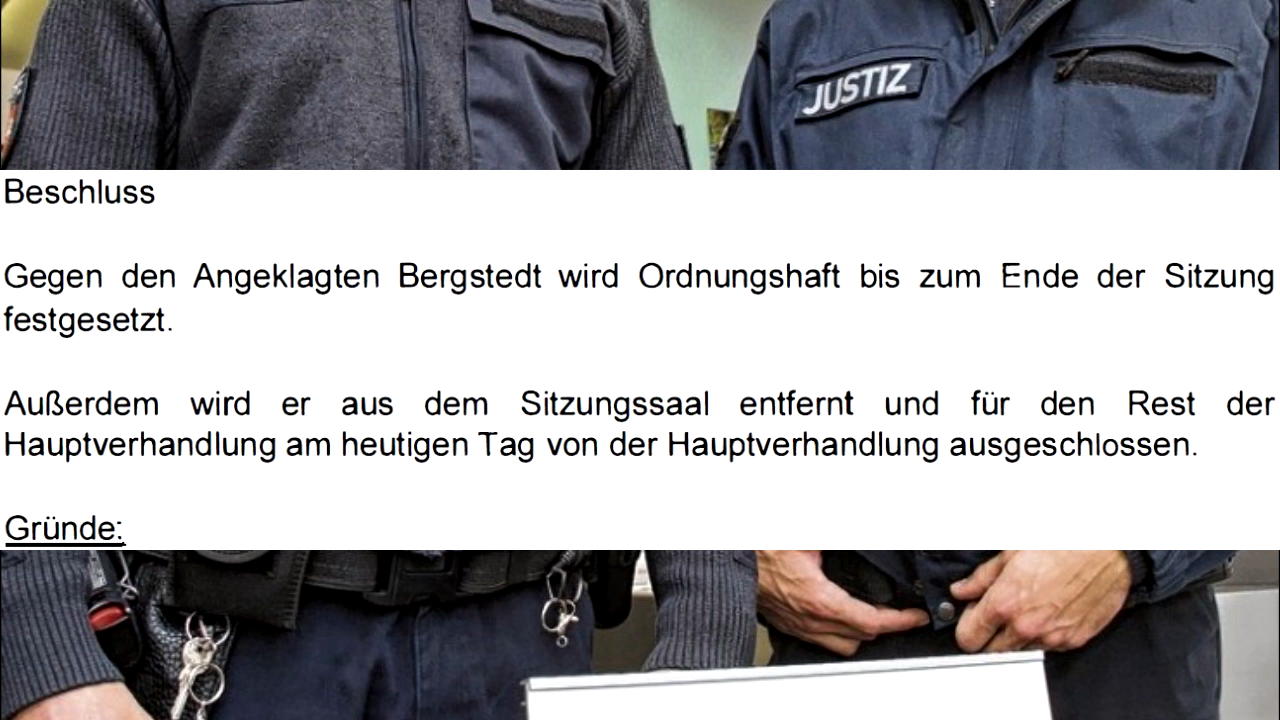 JUSTIZ
Beschluss
Gegen den Angeklagten Bergstedt wird Ordnungshaft bis zum Ende der Sitzung
festgesetzt.
Außerdem wird er aus dem Sitzungssaal entfernt und für den Rest der
Hauptverhandlung am heutigen Tag von der Hauptverhandlung ausgeschlossen.
Gründe: